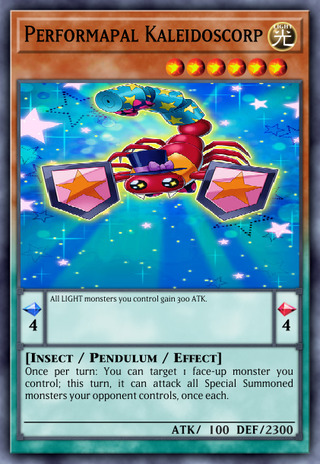 PERFORMAPAL KALEIDOSCORP
LIGHT
光
All LIGHT monsters you control gain 300 ATK.
4
4
[INSECT / PENDULUM / EFFECT]
Once per turn: You can target 1 face-up monster you
control; this turn, it can attack all Special Summoned
monsters your opponent controls, once each.
ATK/ 100 DEF/2300